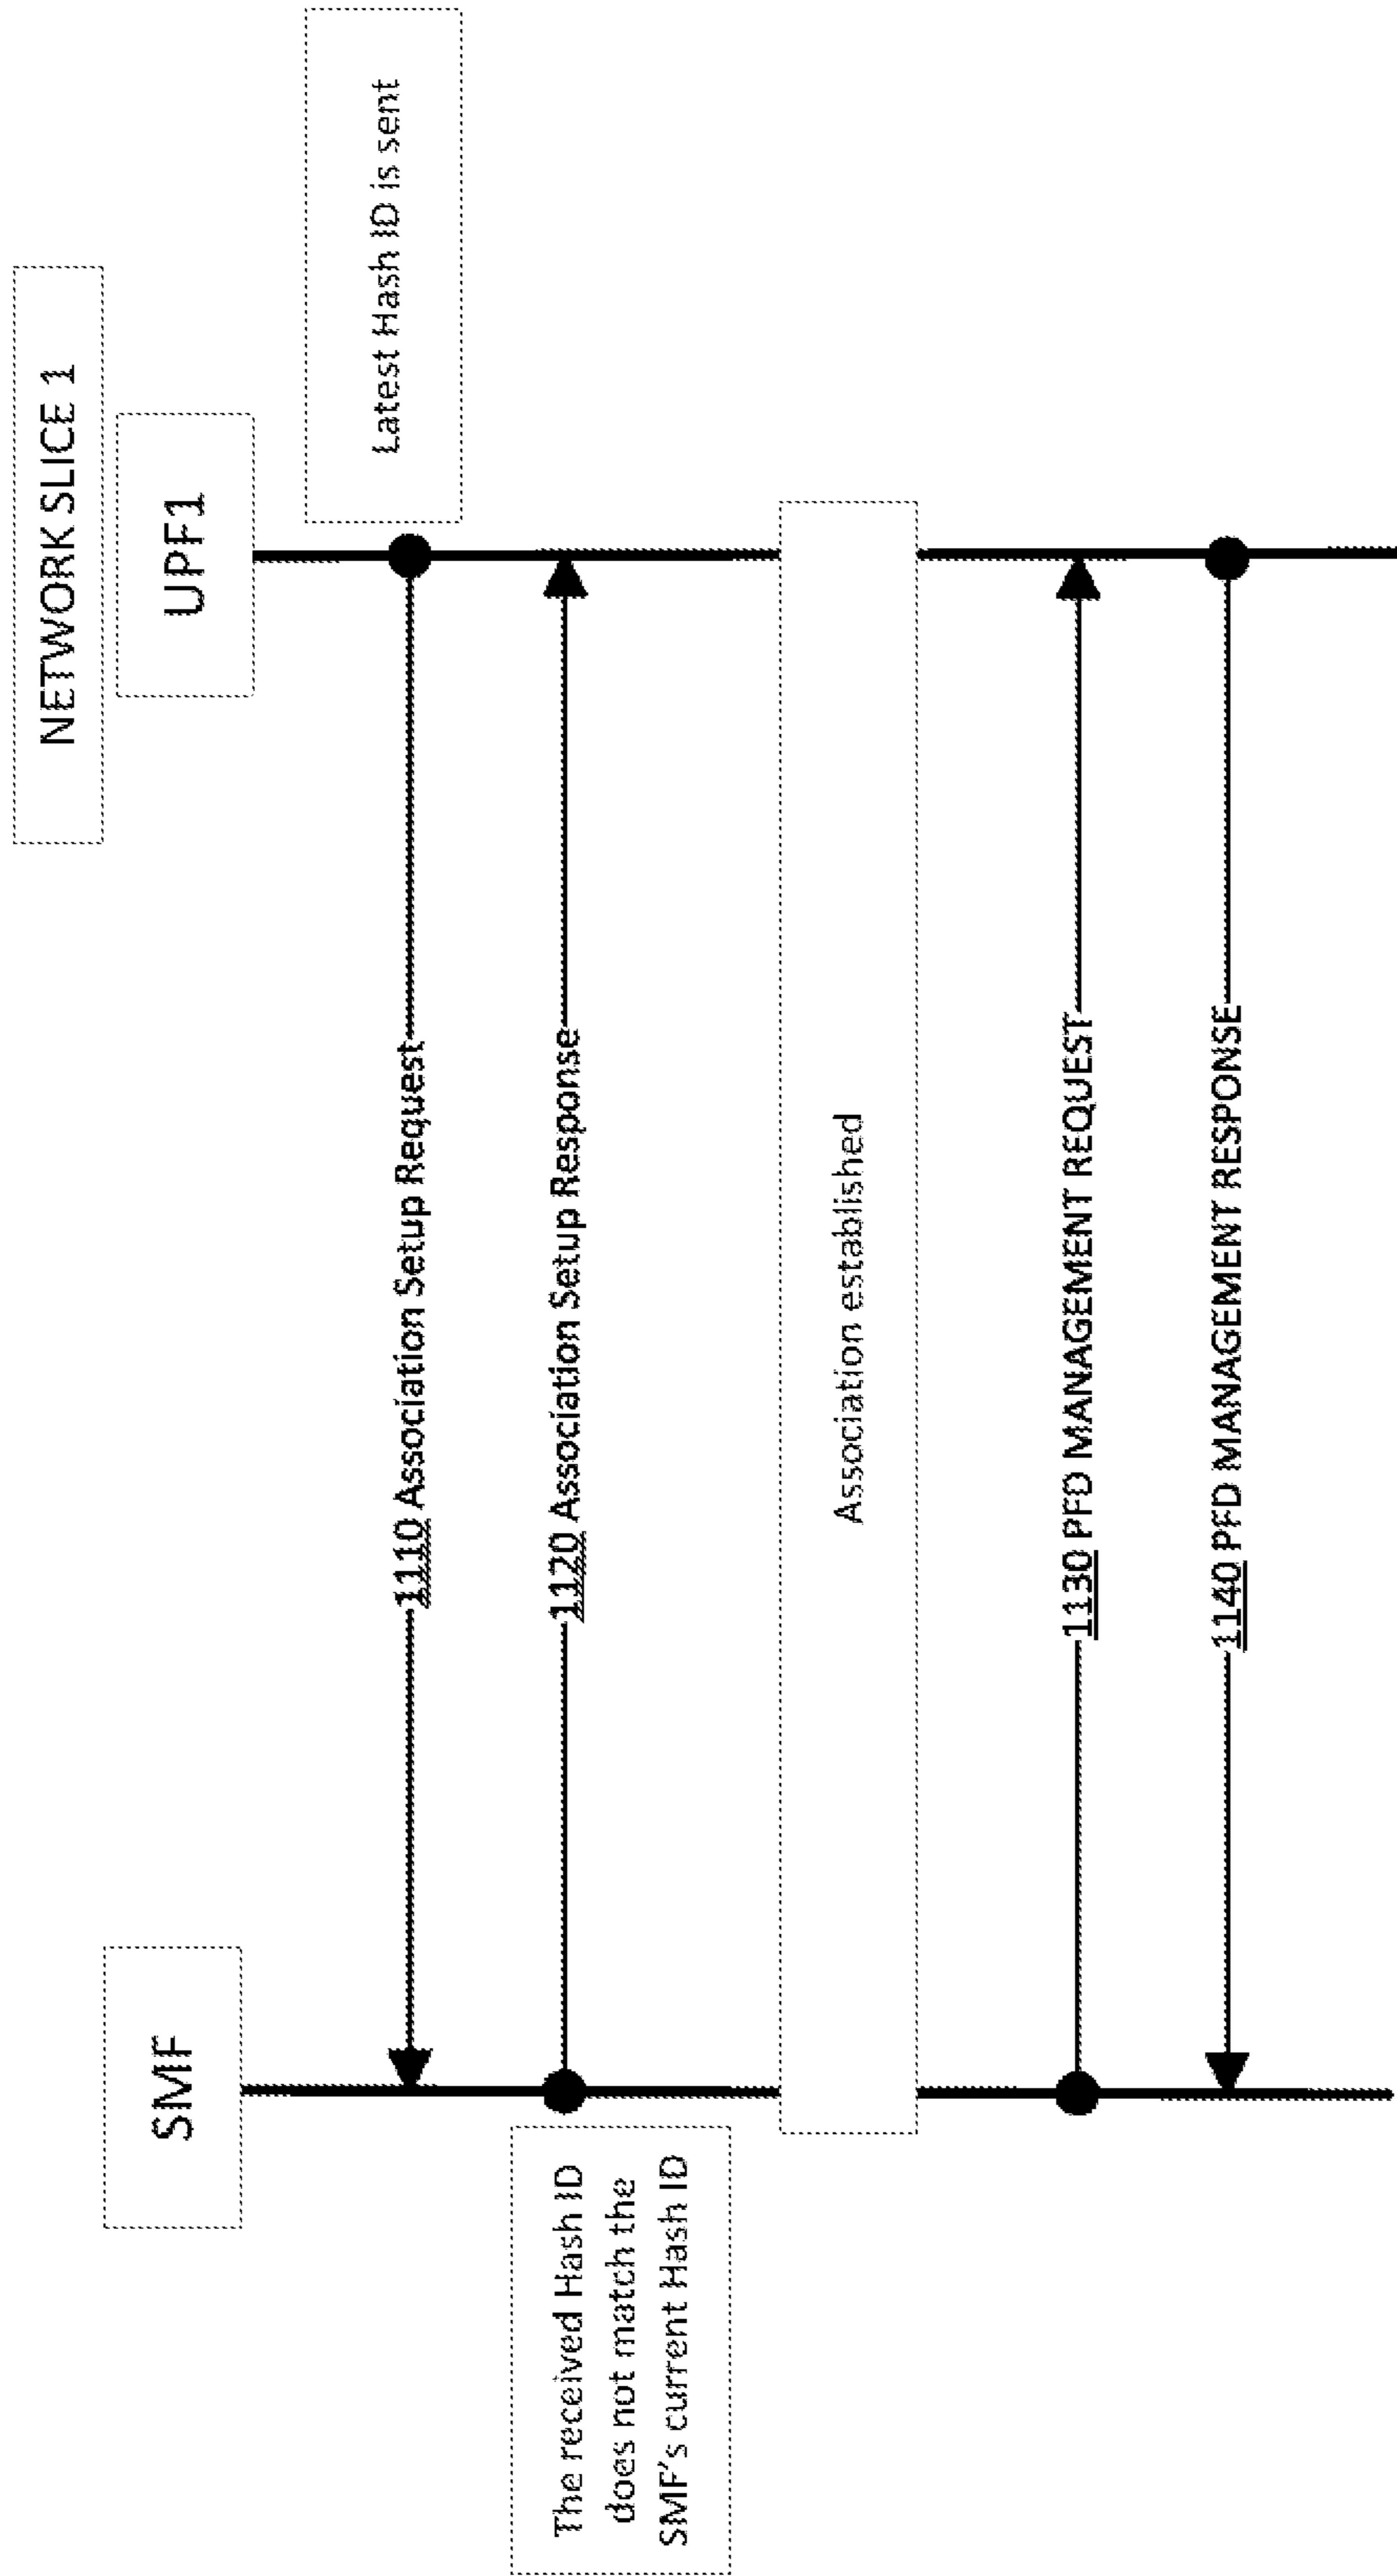 NETWORK SLICE 1
SMF
UPF1
Latest Hash ID is sent
1110 Association Setup Request
The received Hash ID
does not match the
SMF's current Hash ID
1120 Association Setup Response
Association established
1130 PFD MANAGEMENT REQUEST
1140 PFD MANAGEMENT RESPONSE